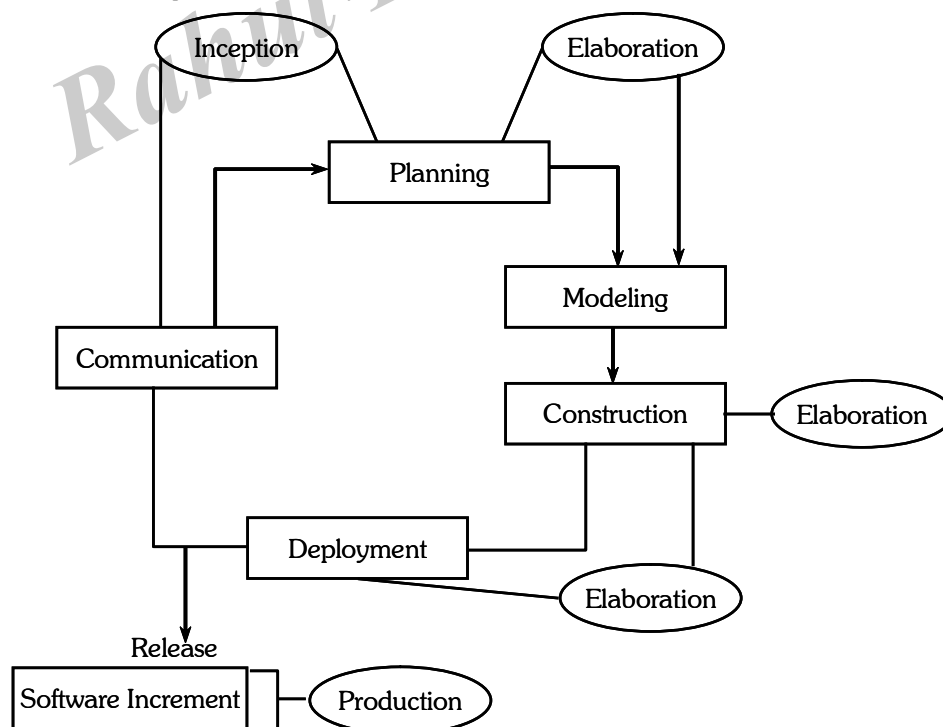 Inception
Elaboration
Planning
Modeling
Communication
Construction
Elaboration
Deployment
Elaboration
Release
Software Increment
Production